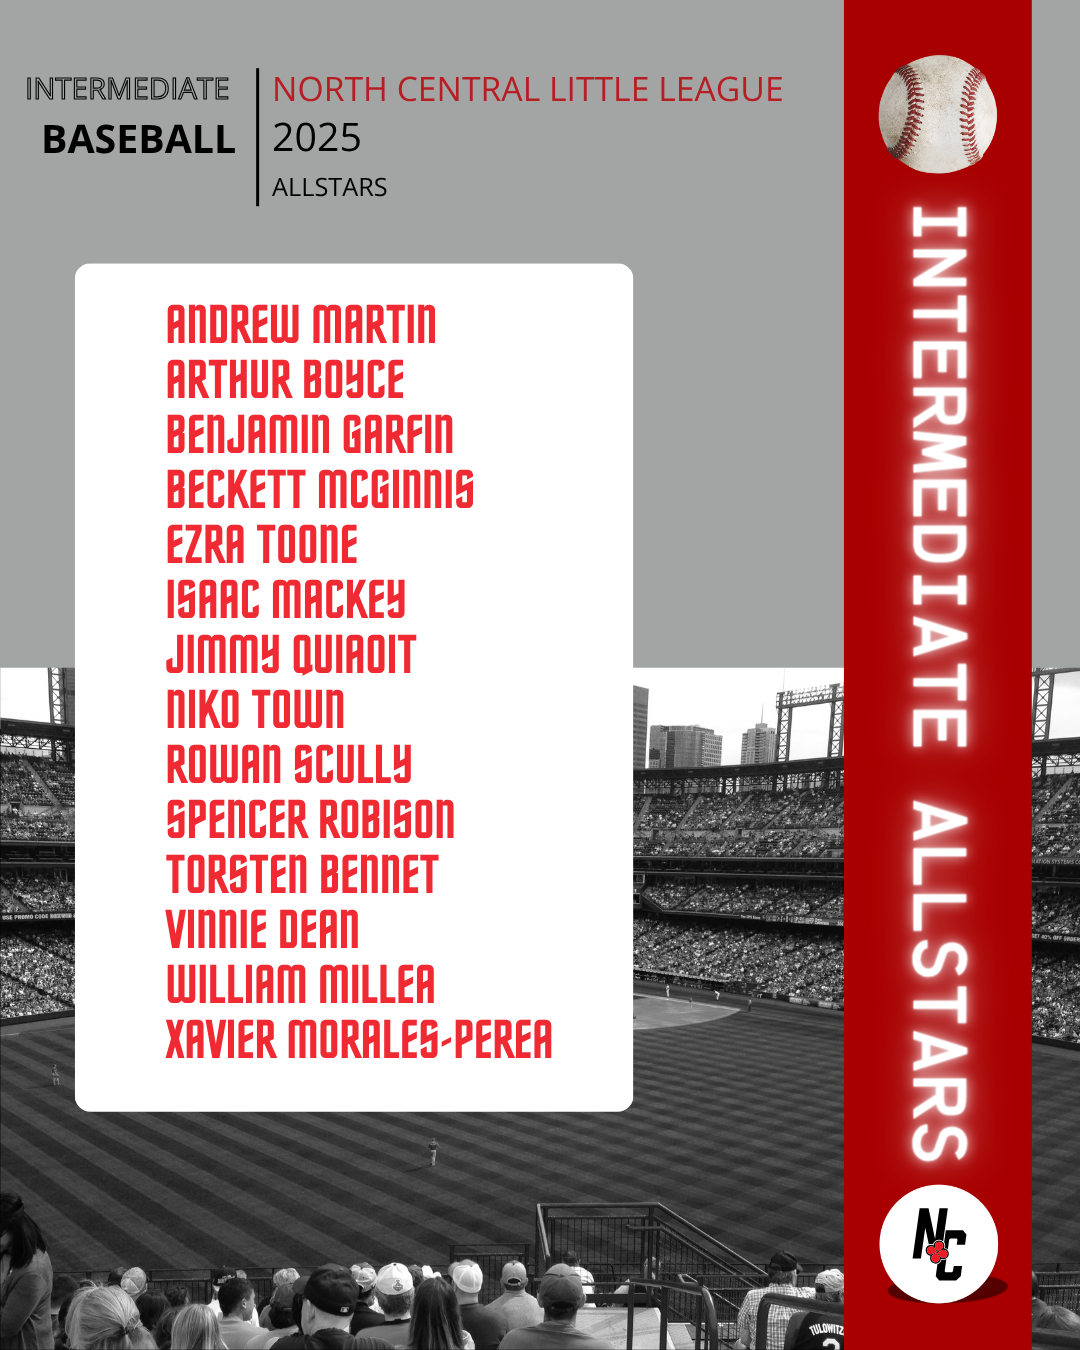 INTERMEDIATE
BASEBALL
NORTH CENTRAL LITTLE LEAGUE
2025
ALLSTARS
ANDREW MARTIN
ARTHUR BOYCE
BENJAMIN GARFIN
BECKETT MCGINNIS
EZRA TOONE
ISAAC MACKEY
JIMMY QUIAOIT
NIKO TOWN
ROWAN SCULLY
SPENCER ROBISON
TORSTEN BENNET
VINNIE DEAN
WILLIAM MILLEA
XAVIER MORALES-PEREA
INTERMEDIATE ALLSTARS
NC
TULOWITZ